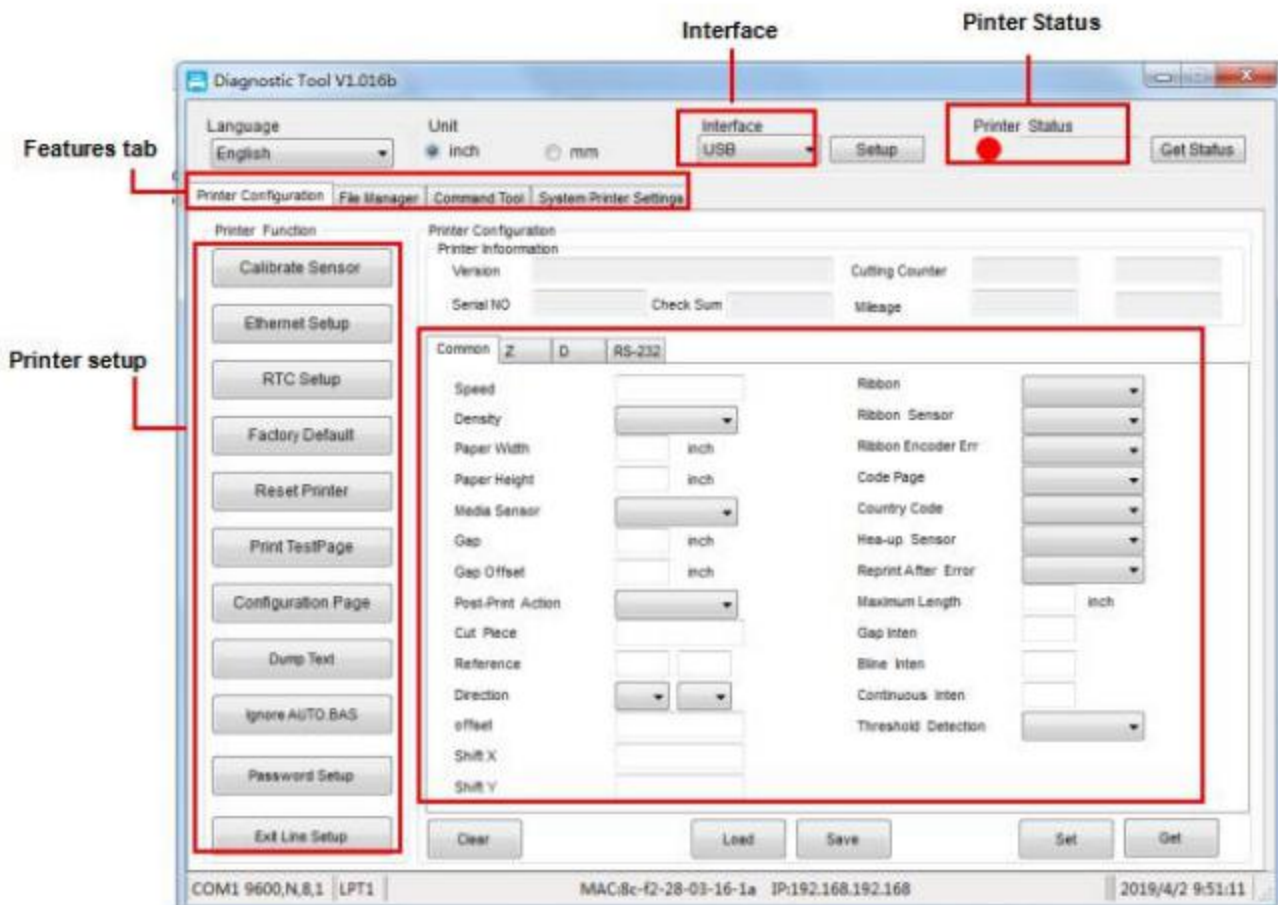 Interface
Pinter Status
Diagnostic Tool V1.016b
Features tab
Language
Unit
Interface
Printer Status
English
inch
mm
USB
Setup
Get Status
Printer Configuration
File Manager
Command Tool
System Printer Settings
Printer setup
Printer Function
Calibrate Sensor
Ethernet Setup
RTC Setup
Factory Default
Reset Printer
Print TestPage
Configuration Page
Dump Text
Ignore AUTO.BAS
Password Setup
Exit Line Setup
Printer Configuration
Printer Infoormation
Version
Cutting Counter
Serial NO
Check Sum
Mileage
Common
Z
D
RS-232
Speed
Density
Paper Width inch
Paper Height inch
Media Sensor
Gap inch
Gap Offset inch
Post-Print Action
Cut Piece
Reference
Direction
offset
Shift X
Shift Y
Ribbon
Ribbon Sensor
Ribbon Encoder Err
Code Page
Country Code
Hea-up Sensor
Reprint After Error
Maximum Length inch
Gap Inten
Bline Inten
Continuous Inten
Threshold Detection
Clear
Load
Save
Set
Get
COM1 9600,N,8,1
LPT1
MAC:8c-f2-28-03-16-1a IP:192.168.192.168
2019/4/2 9:51:11